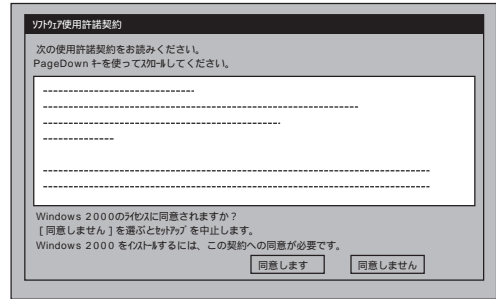 ソフトウェア使用許諾契約
次の使用許諾契約をお読みください。
PageDown キーを使ってスクロールしてください。
Windows 2000のライセンスに同意されますか?
[同意しません]を選ぶとセットアップを中止します。
Windows 2000 をインストールするには、この契約への同意が必要です。
同意します 同意しません